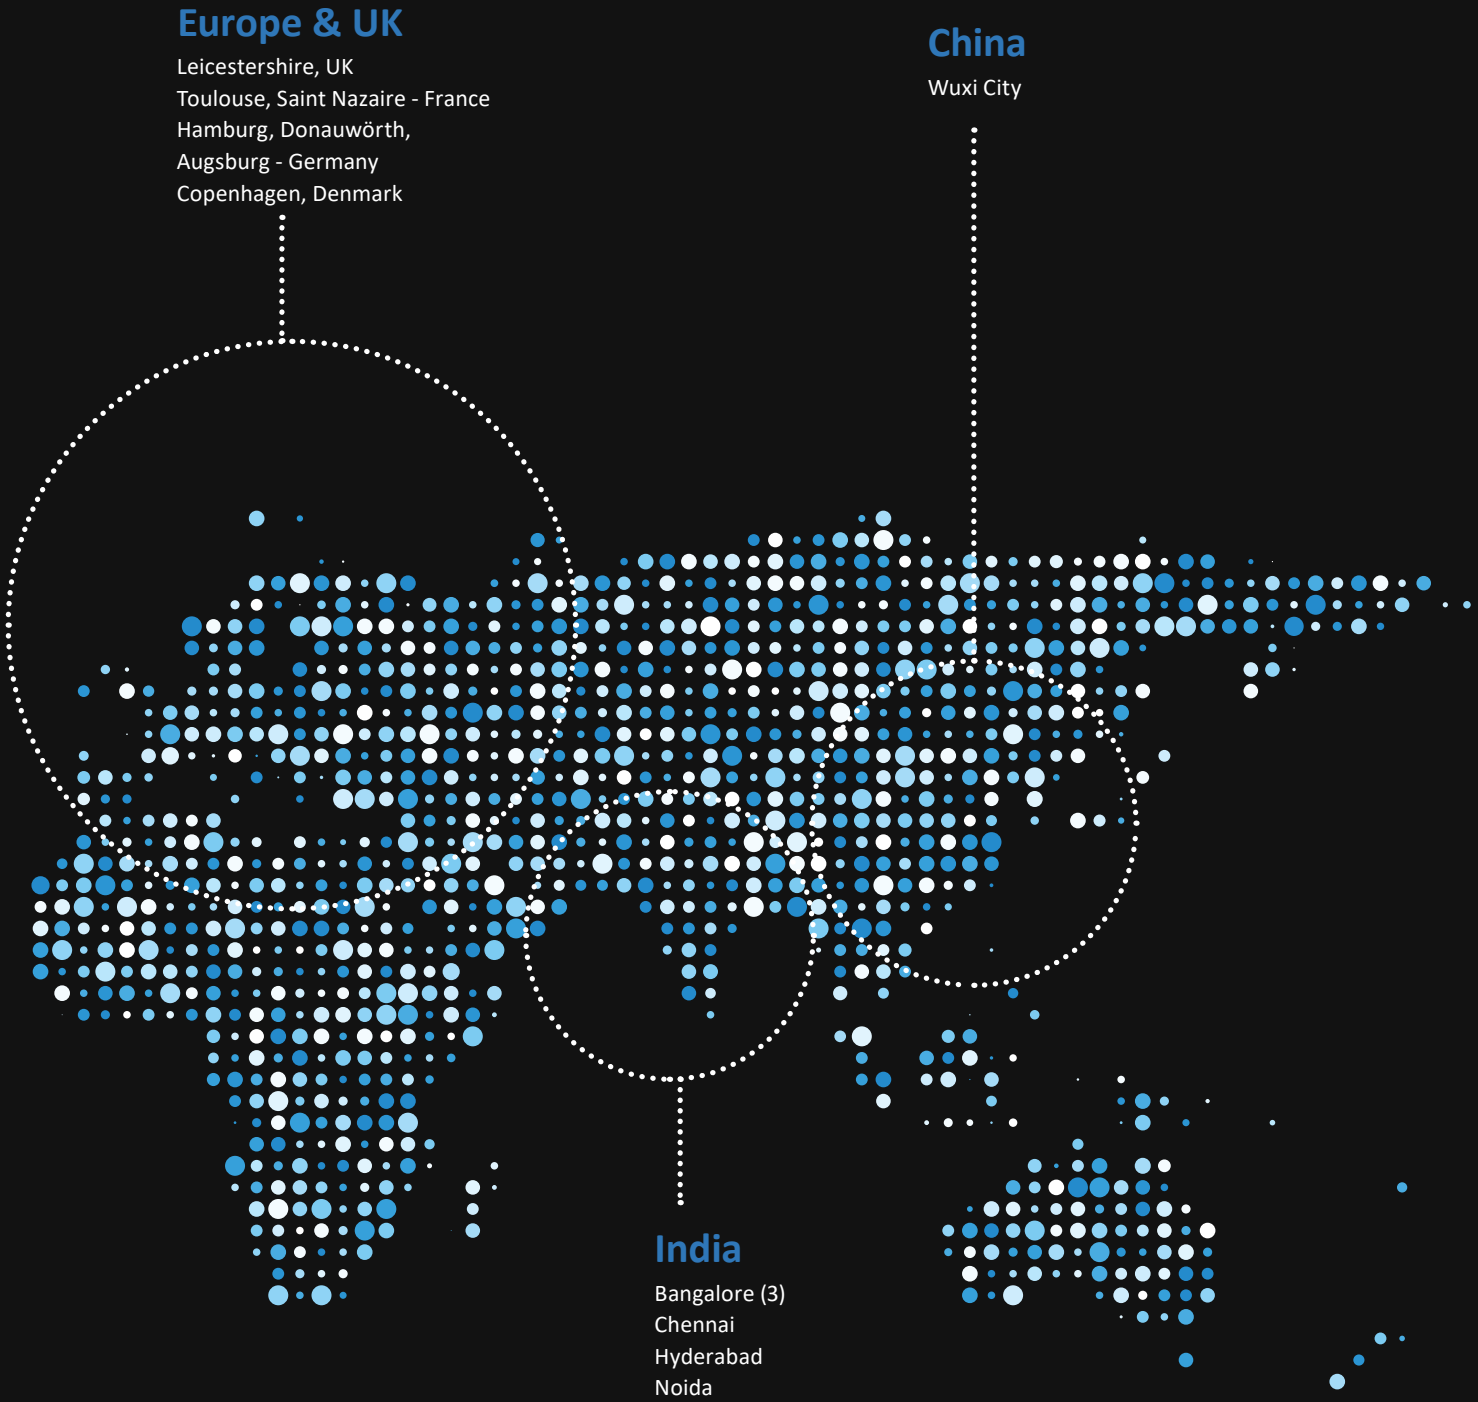 Europe & UK
Leicestershire, UK
Toulouse, Saint Nazaire - France
Hamburg, Donauwörth,
Augsburg - Germany
Copenhagen, Denmark
China
Wuxi City
India
Bangalore (3)
Chennai
Hyderabad
Noida